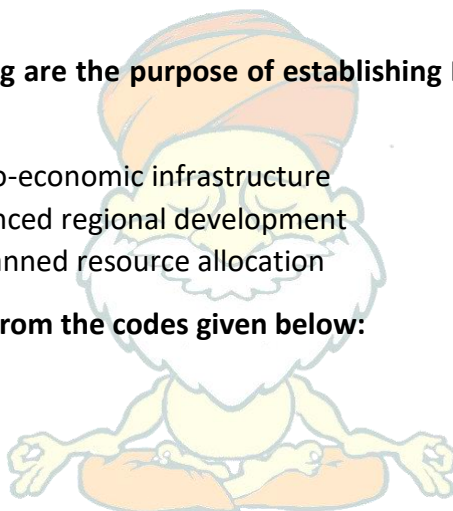 g are the purpose of establishing
o-economic infrastructure
nced regional development
anned resource allocation
rom the codes given below: